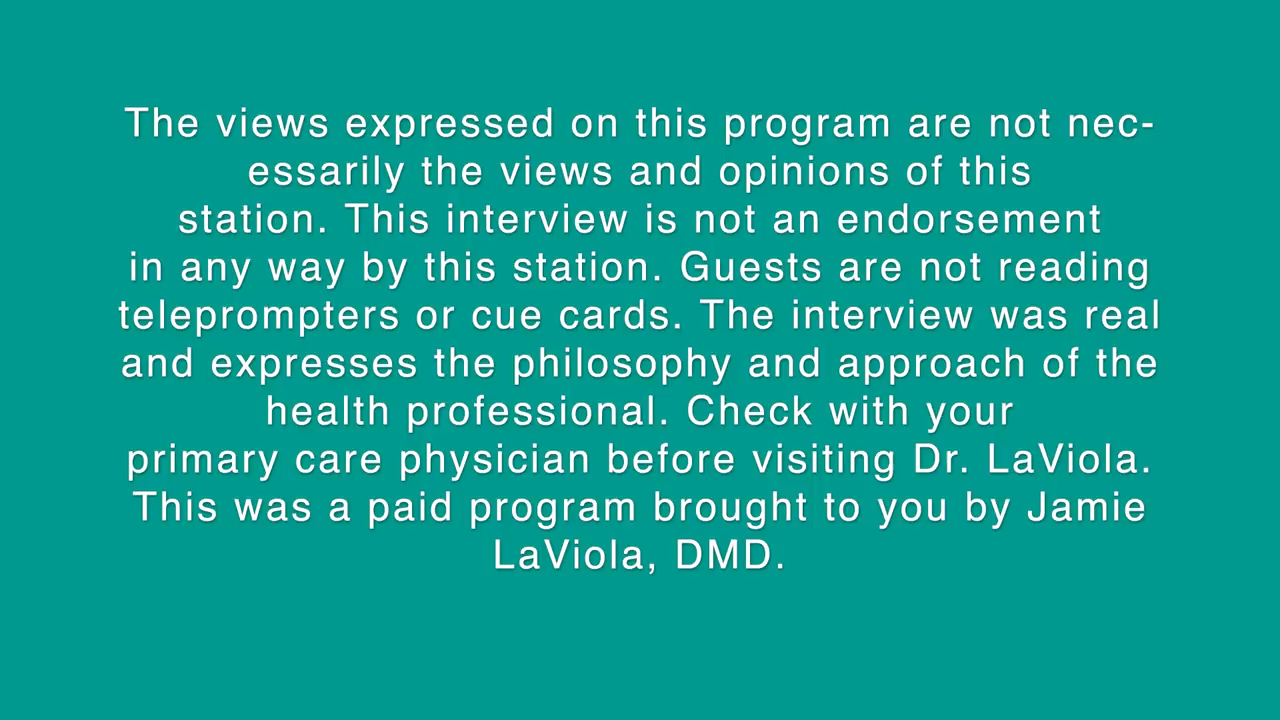 The views expressed on this program are not nec-
essarily the views and opinions of this
station. This interview is not an endorsement
in any way by this station. Guests are not reading
teleprompters or cue cards. The interview was real
and expresses the philosophy and approach of the
health professional. Check with your
primary care physician before visiting Dr. LaViola.
This was a paid program brought to you by Jamie
LaViola, DMD.